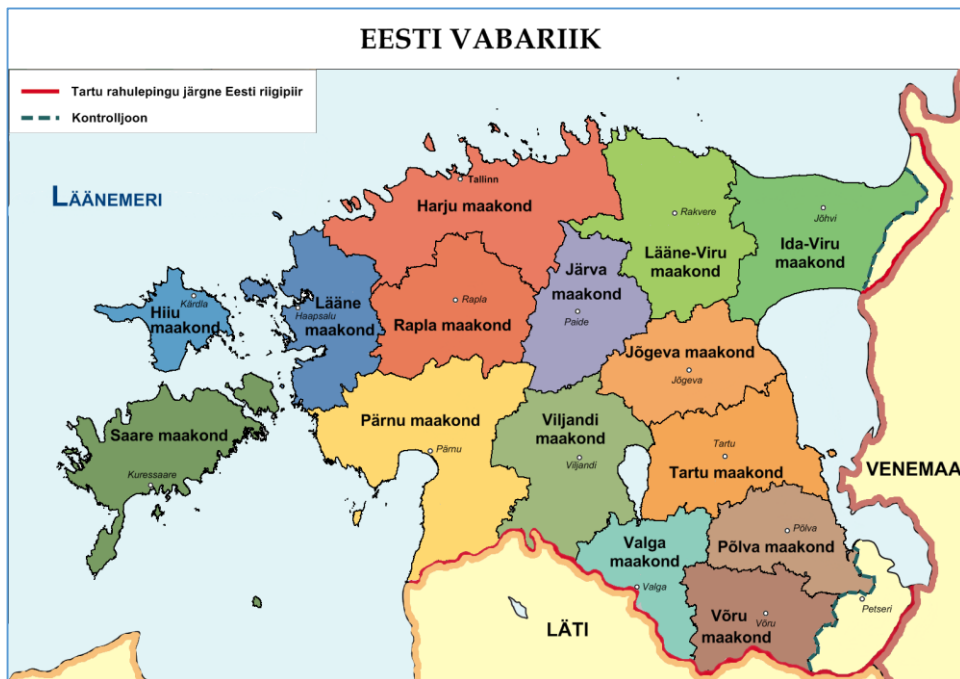 EESTI VABARIIK
Tartu rahulepingu järgne Eesti riigipiir
Kontrolljoon
LÄÄNEMERI
Tallinn
Harju maakond
Rakvere
Lääne-Viru
maakond
Jõhvi
Ida-Viru
maakond
Järva
maakond
Paide
Rapla
Rapla maakond
Lääne
maakond
Haapsalu
Kärdla
Hiiu
maakond
Jõgeva maakond
Jõgeva
Pärnu maakond
Pärnu
Viljandi
maakond
Viljandi
Saare maakond
Kuressaare
Tartu
Tartu maakond
VENEMAA
Põlva
Põlva maakond
Valga
maakond
Valga
Petseri
Võru
maakond
Võru
LÄTI